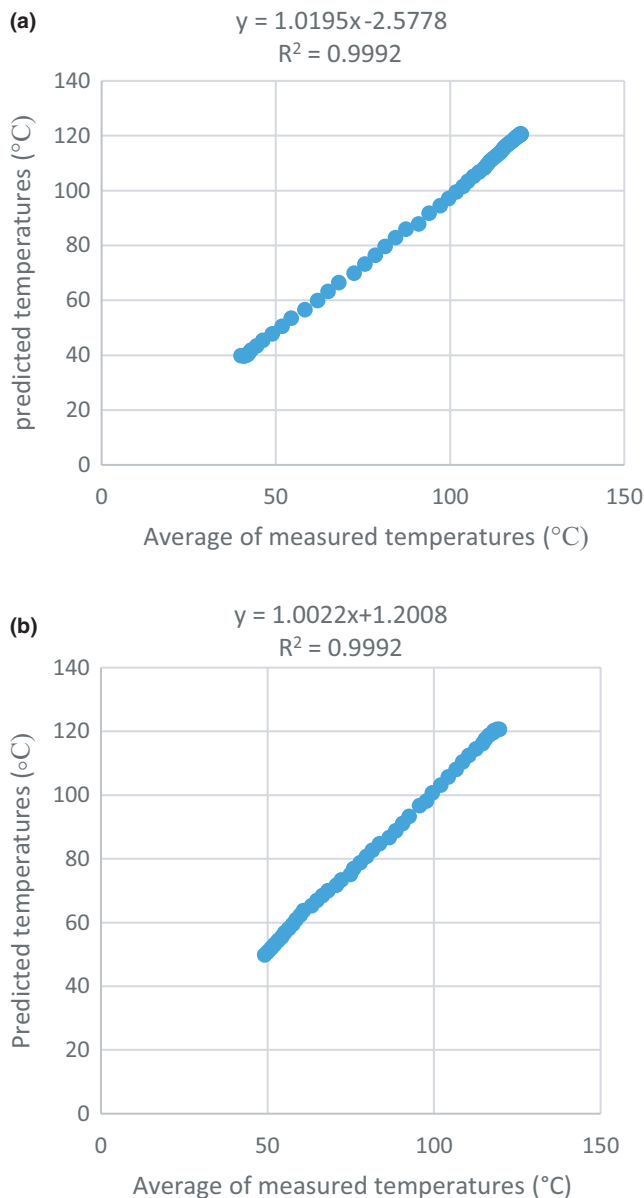 (a)
y = 1.0195x-2.5778
R² = 0.9992
140
120
100
80
60
40
20
0
predicted temperatures (°C)
0 50 100 150
Average of measured temperatures (°C)
(b)
y = 1.0022x+1.2008
R² = 0.9992
140
120
100
80
60
40
20
0
Predicted temperatures (oC)
0 50 100 150
Average of measured temperatures (°C)